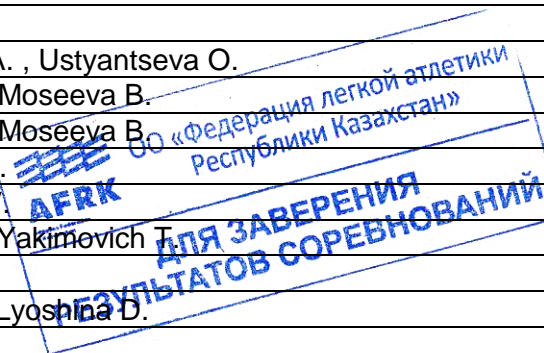 A. , Ustyantseva O.
Moseeva B.
Moseeva B.
ОО «Федерация легкой атлетики
Республики Казахстан»
AFRK
Yakimovich T.
ДЛЯ ЗАВЕРЕНИЯ
РЕЗУЛЬТАТОВ СОРЕВНОВАНИЙ
Lyoshina D.